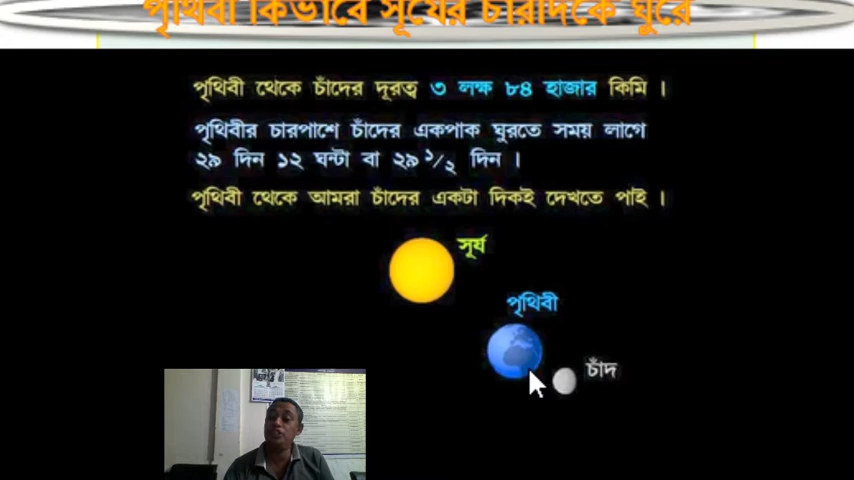 পৃথিবী কিভাবে সূর্যের চারদিকে ঘুরে
পৃথিবী থেকে চাঁদের দূরত্ব ৩ লক্ষ ৮৪ হাজার কিমি ।
পৃথিবীর চারপাশে চাঁদের একপাক ঘুরতে সময় লাগে
২৯ দিন ১২ ঘন্টা বা ২৯ ১/২ দিন ।
পৃথিবী থেকে আমরা চাঁদের একটা দিকই দেখতে পাই ।
সূর্য
পৃথিবী
চাঁদ